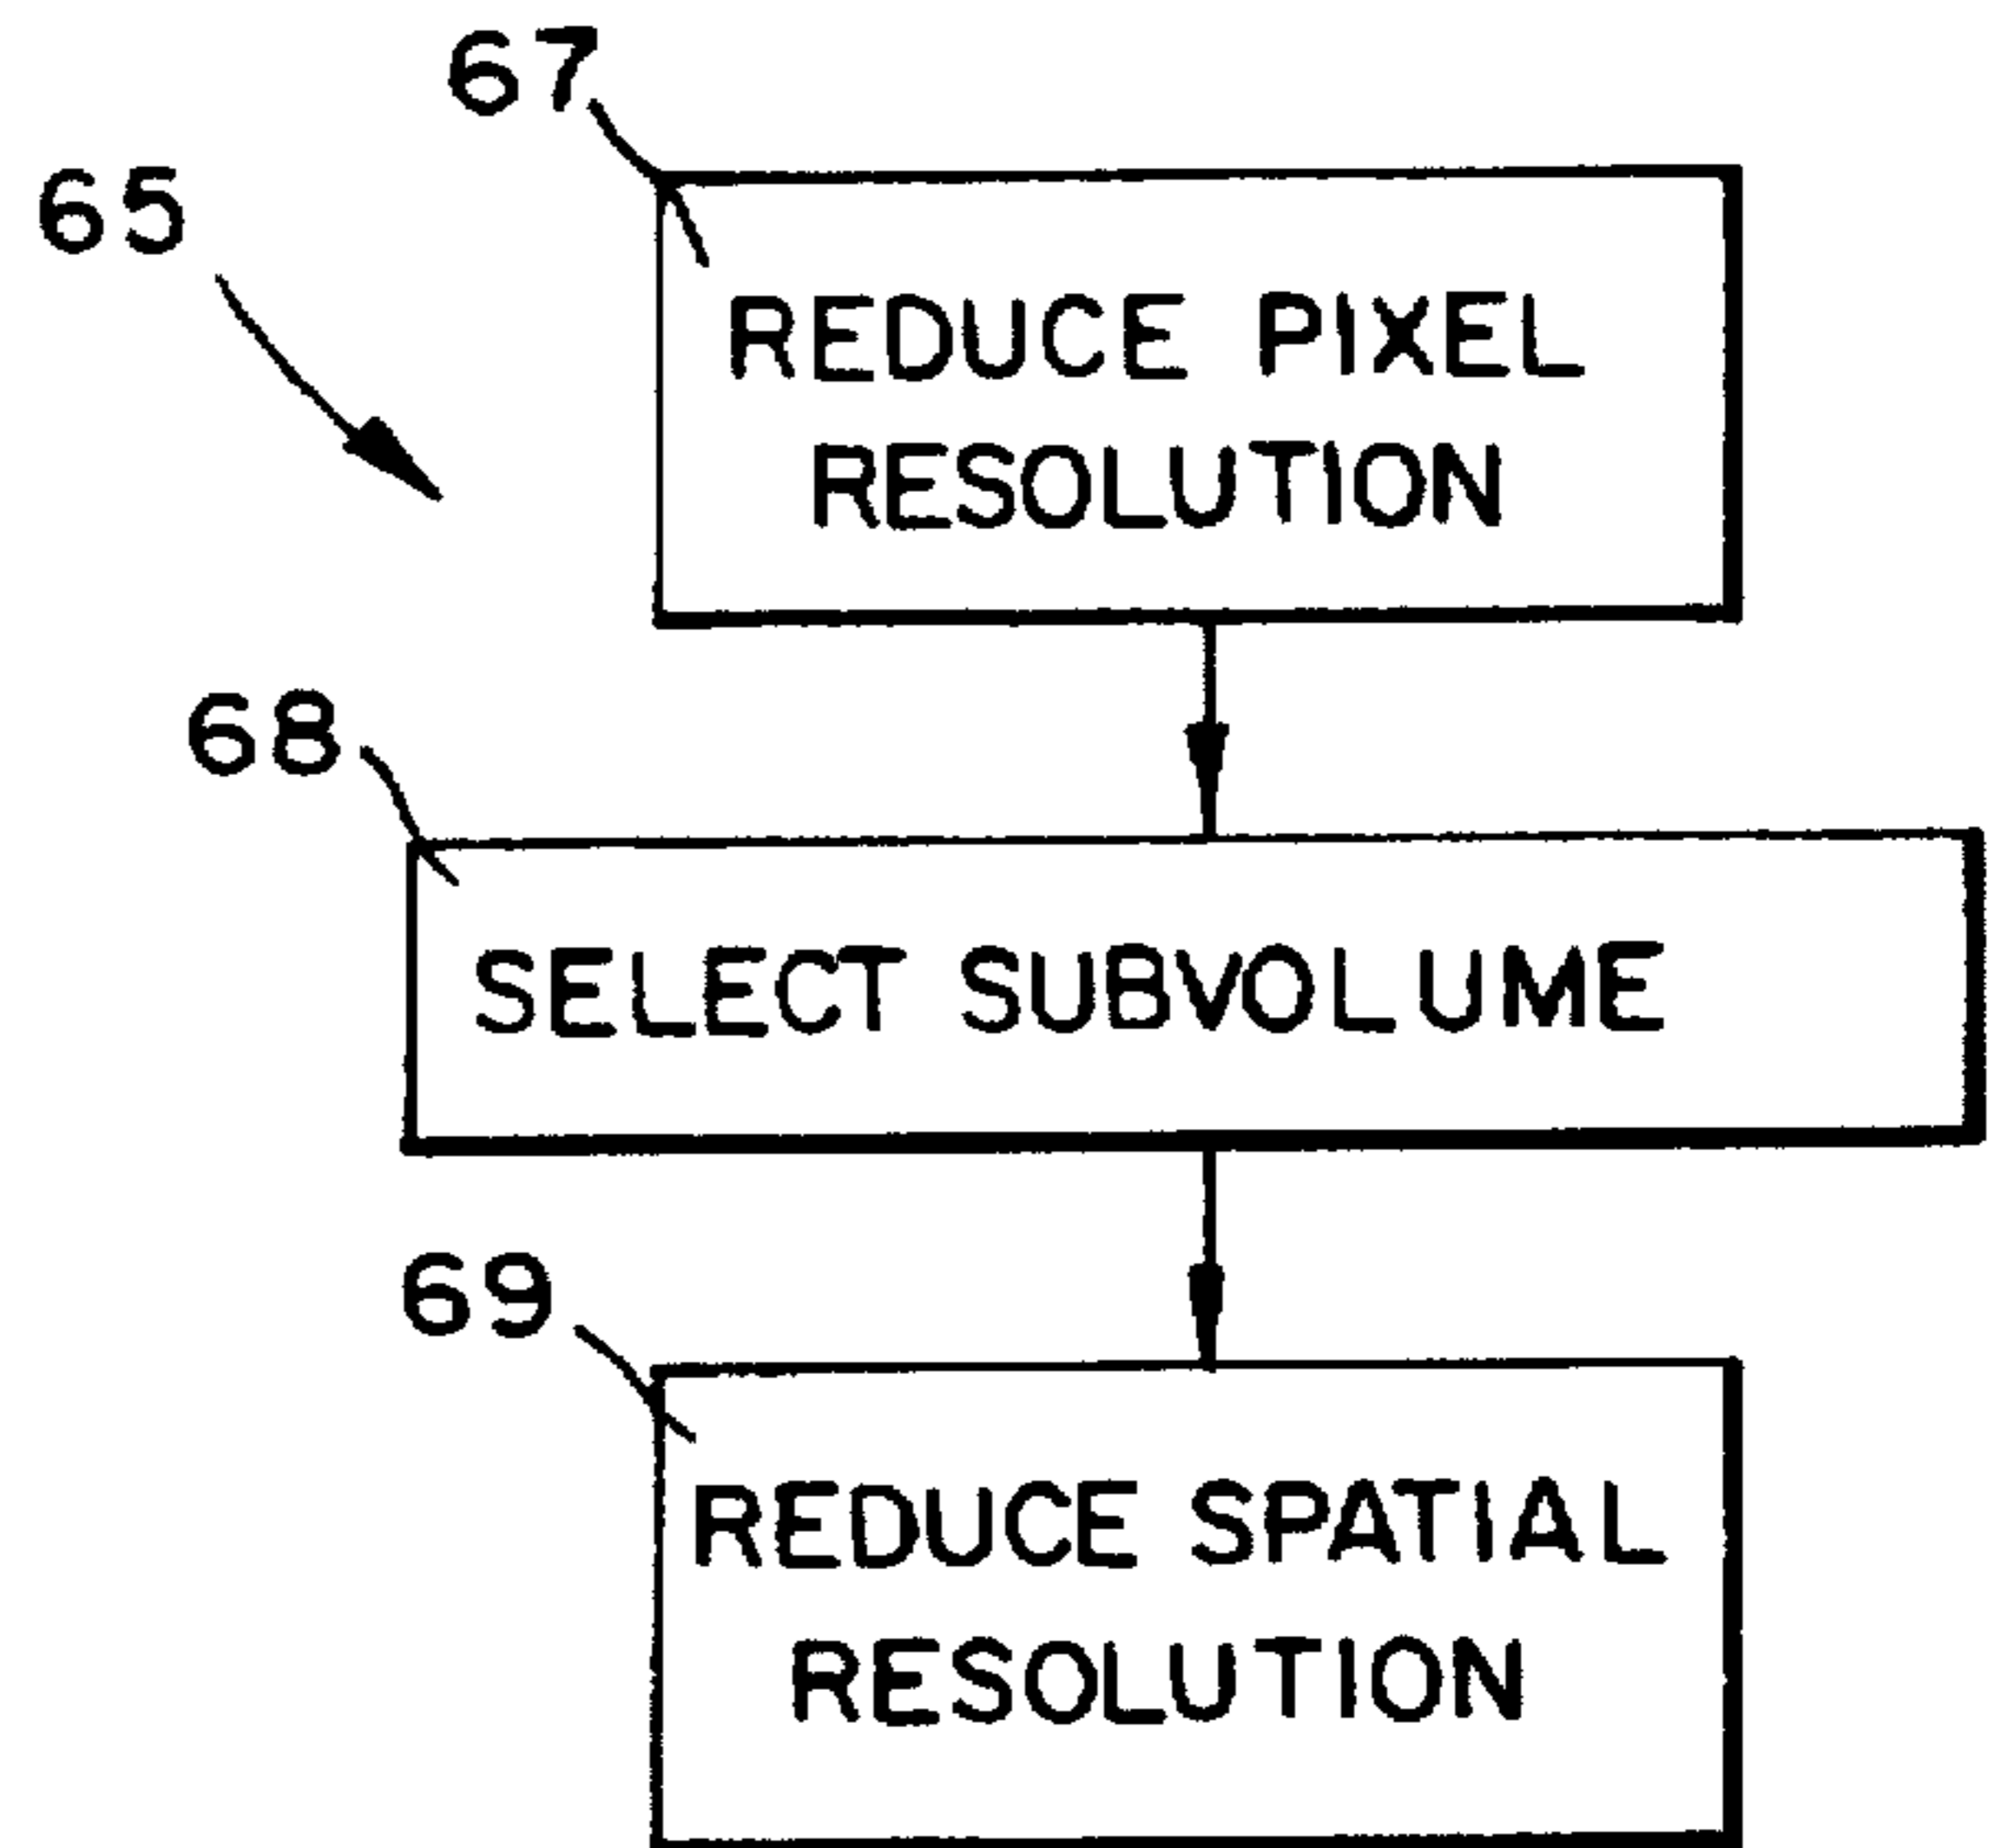 67
65
REDUCE PIXEL
RESOLUTION
68
SELECT SUBVOLUME
69
REDUCE SPATIAL
RESOLUTION